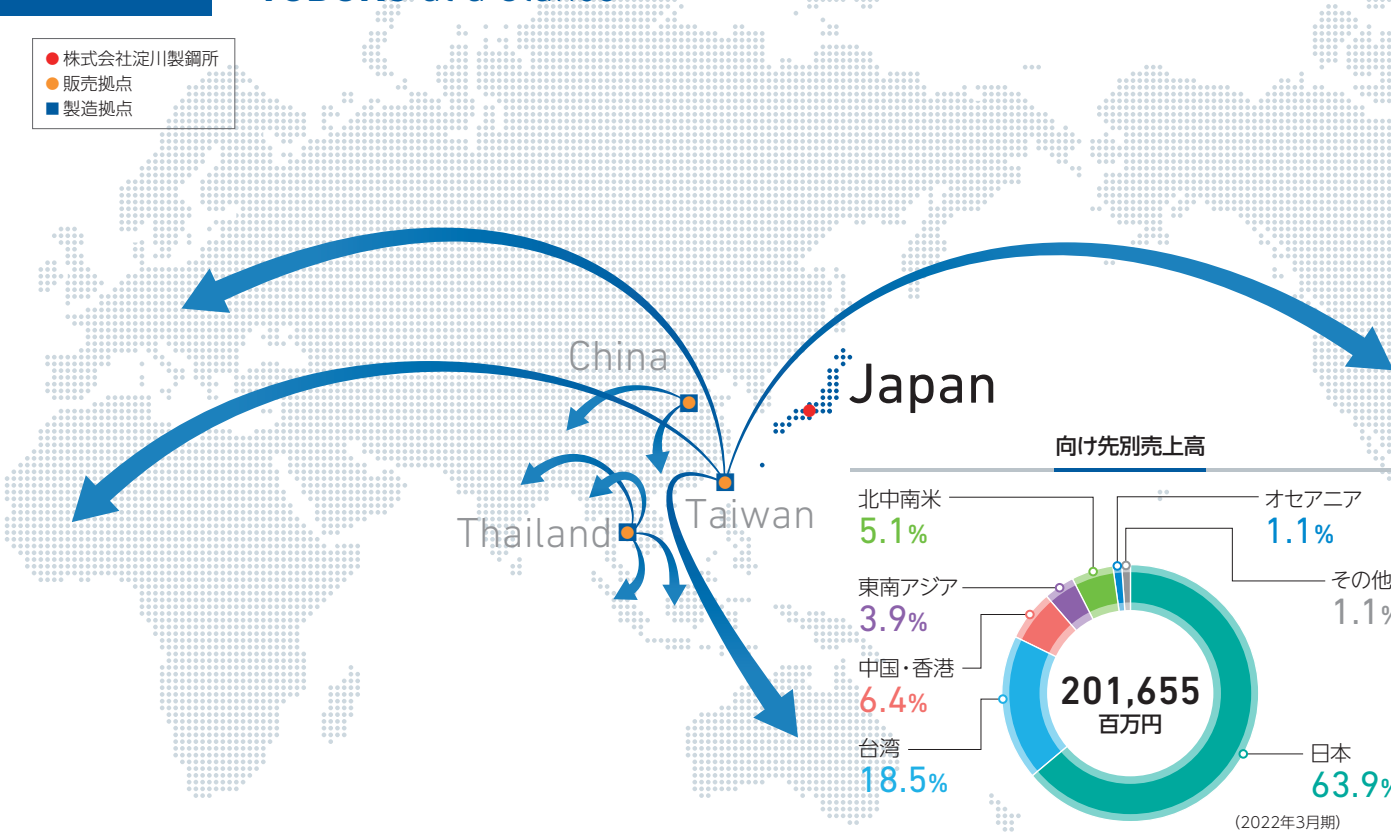 株式会社淀川製鋼所
販売拠点
製造拠点
China
Japan
Taiwan
Thailand
向け先別売上高
北中南米
5.1%
オセアニア
1.1%
東南アジア
3.9%
その他
1.1%
中国・香港
6.4%
201,655
百万円
台湾
18.5%
日本
63.9%
(2022年3月期)